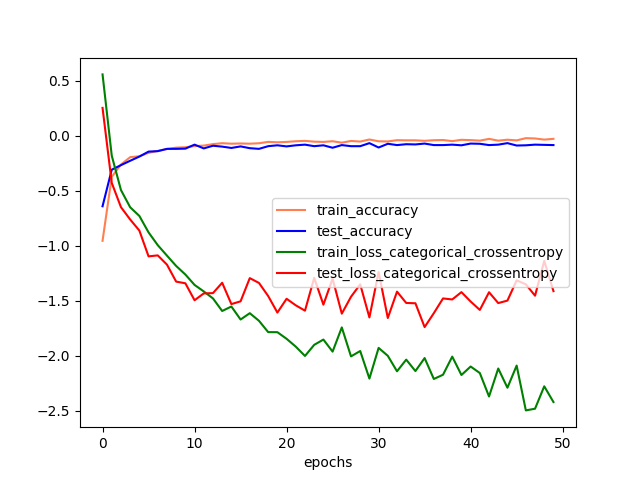 0.5
0.0
−0.5
−1.0
−1.5
−2.0
−2.5
train_accuracy
test_accuracy
train_loss_categorical_crossentropy
test_loss_categorical_crossentropy
0 10 20 30 40 50
epochs